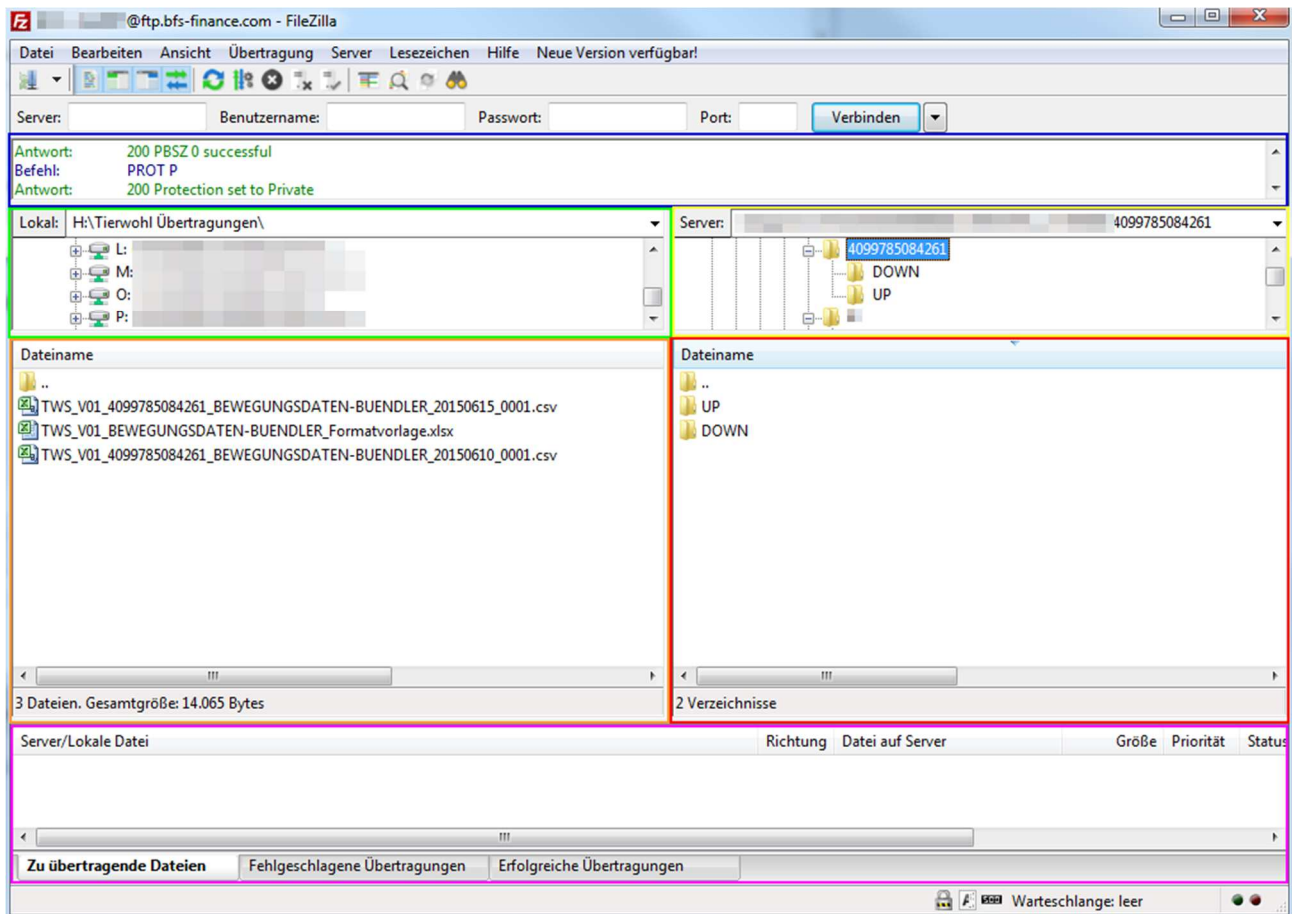 @ftp.bfs-finance.com - FileZilla
Datei Bearbeiten Ansicht Übertragung Server Lesezeichen Hilfe Neue Version verfügbar!
Server: Benutzername: Passwort: Port: Verbinden
Antwort: 200 PBSZ 0 successful
Befehl: PROT P
Antwort: 200 Protection set to Private
Lokal: H:\Tierwohl Übertragungen\
L:
M:
O:
P:
Server: 4099785084261
4099785084261
DOWN
UP
Dateiname
..
TWS_V01_4099785084261_BEWEGUNGSDATEN-BUENDLER_20150615_0001.csv
TWS_V01_BEWEGUNGSDATEN-BUENDLER_Formatvorlage.xlsx
TWS_V01_4099785084261_BEWEGUNGSDATEN-BUENDLER_20150610_0001.csv
3 Dateien. Gesamtgröße: 14.065 Bytes
Dateiname
..
UP
DOWN
2 Verzeichnisse
Server/Lokale Datei Richtung Datei auf Server Größe Priorität Status
Zu übertragende Dateien Fehlgeschlagene Übertragungen Erfolgreiche Übertragungen
Warteschlange: leer